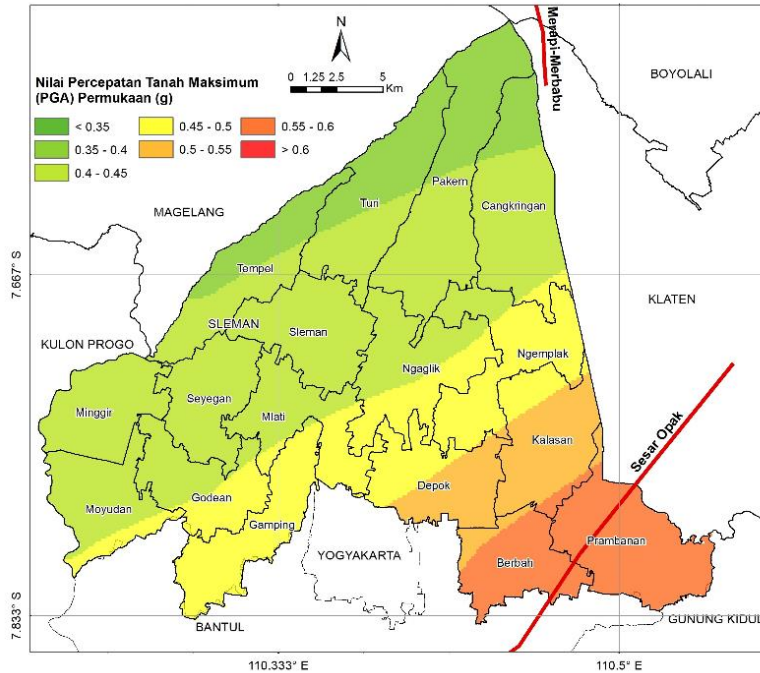 N
Merapi-Merbabu
BOYOLALI
0 1.25 2.5 5
Km
Nilai Percepatan Tanah Maksimum
(PGA) Permukaan (g)
< 0.35
0.45 - 0.5
0.55 - 0.6
0.35 - 0.4
0.5 - 0.55
> 0.6
0.4 - 0.45
Pakem
Turi
Cangkringan
MAGELANG
7.667° S
Tempel
KLATEN
SLEMAN
Sleman
KULON PROGO
Ngemplak
Ngaglik
Seyegan
Minggir
Mlati
Kalasan
Sesar Opak
Depok
Godean
Moyudan
Gamping
Prambanan
YOGYAKARTA
Berbah
7.833° S
BANTUL
GUNUNG KIDUL
110.333° E
110.5° E